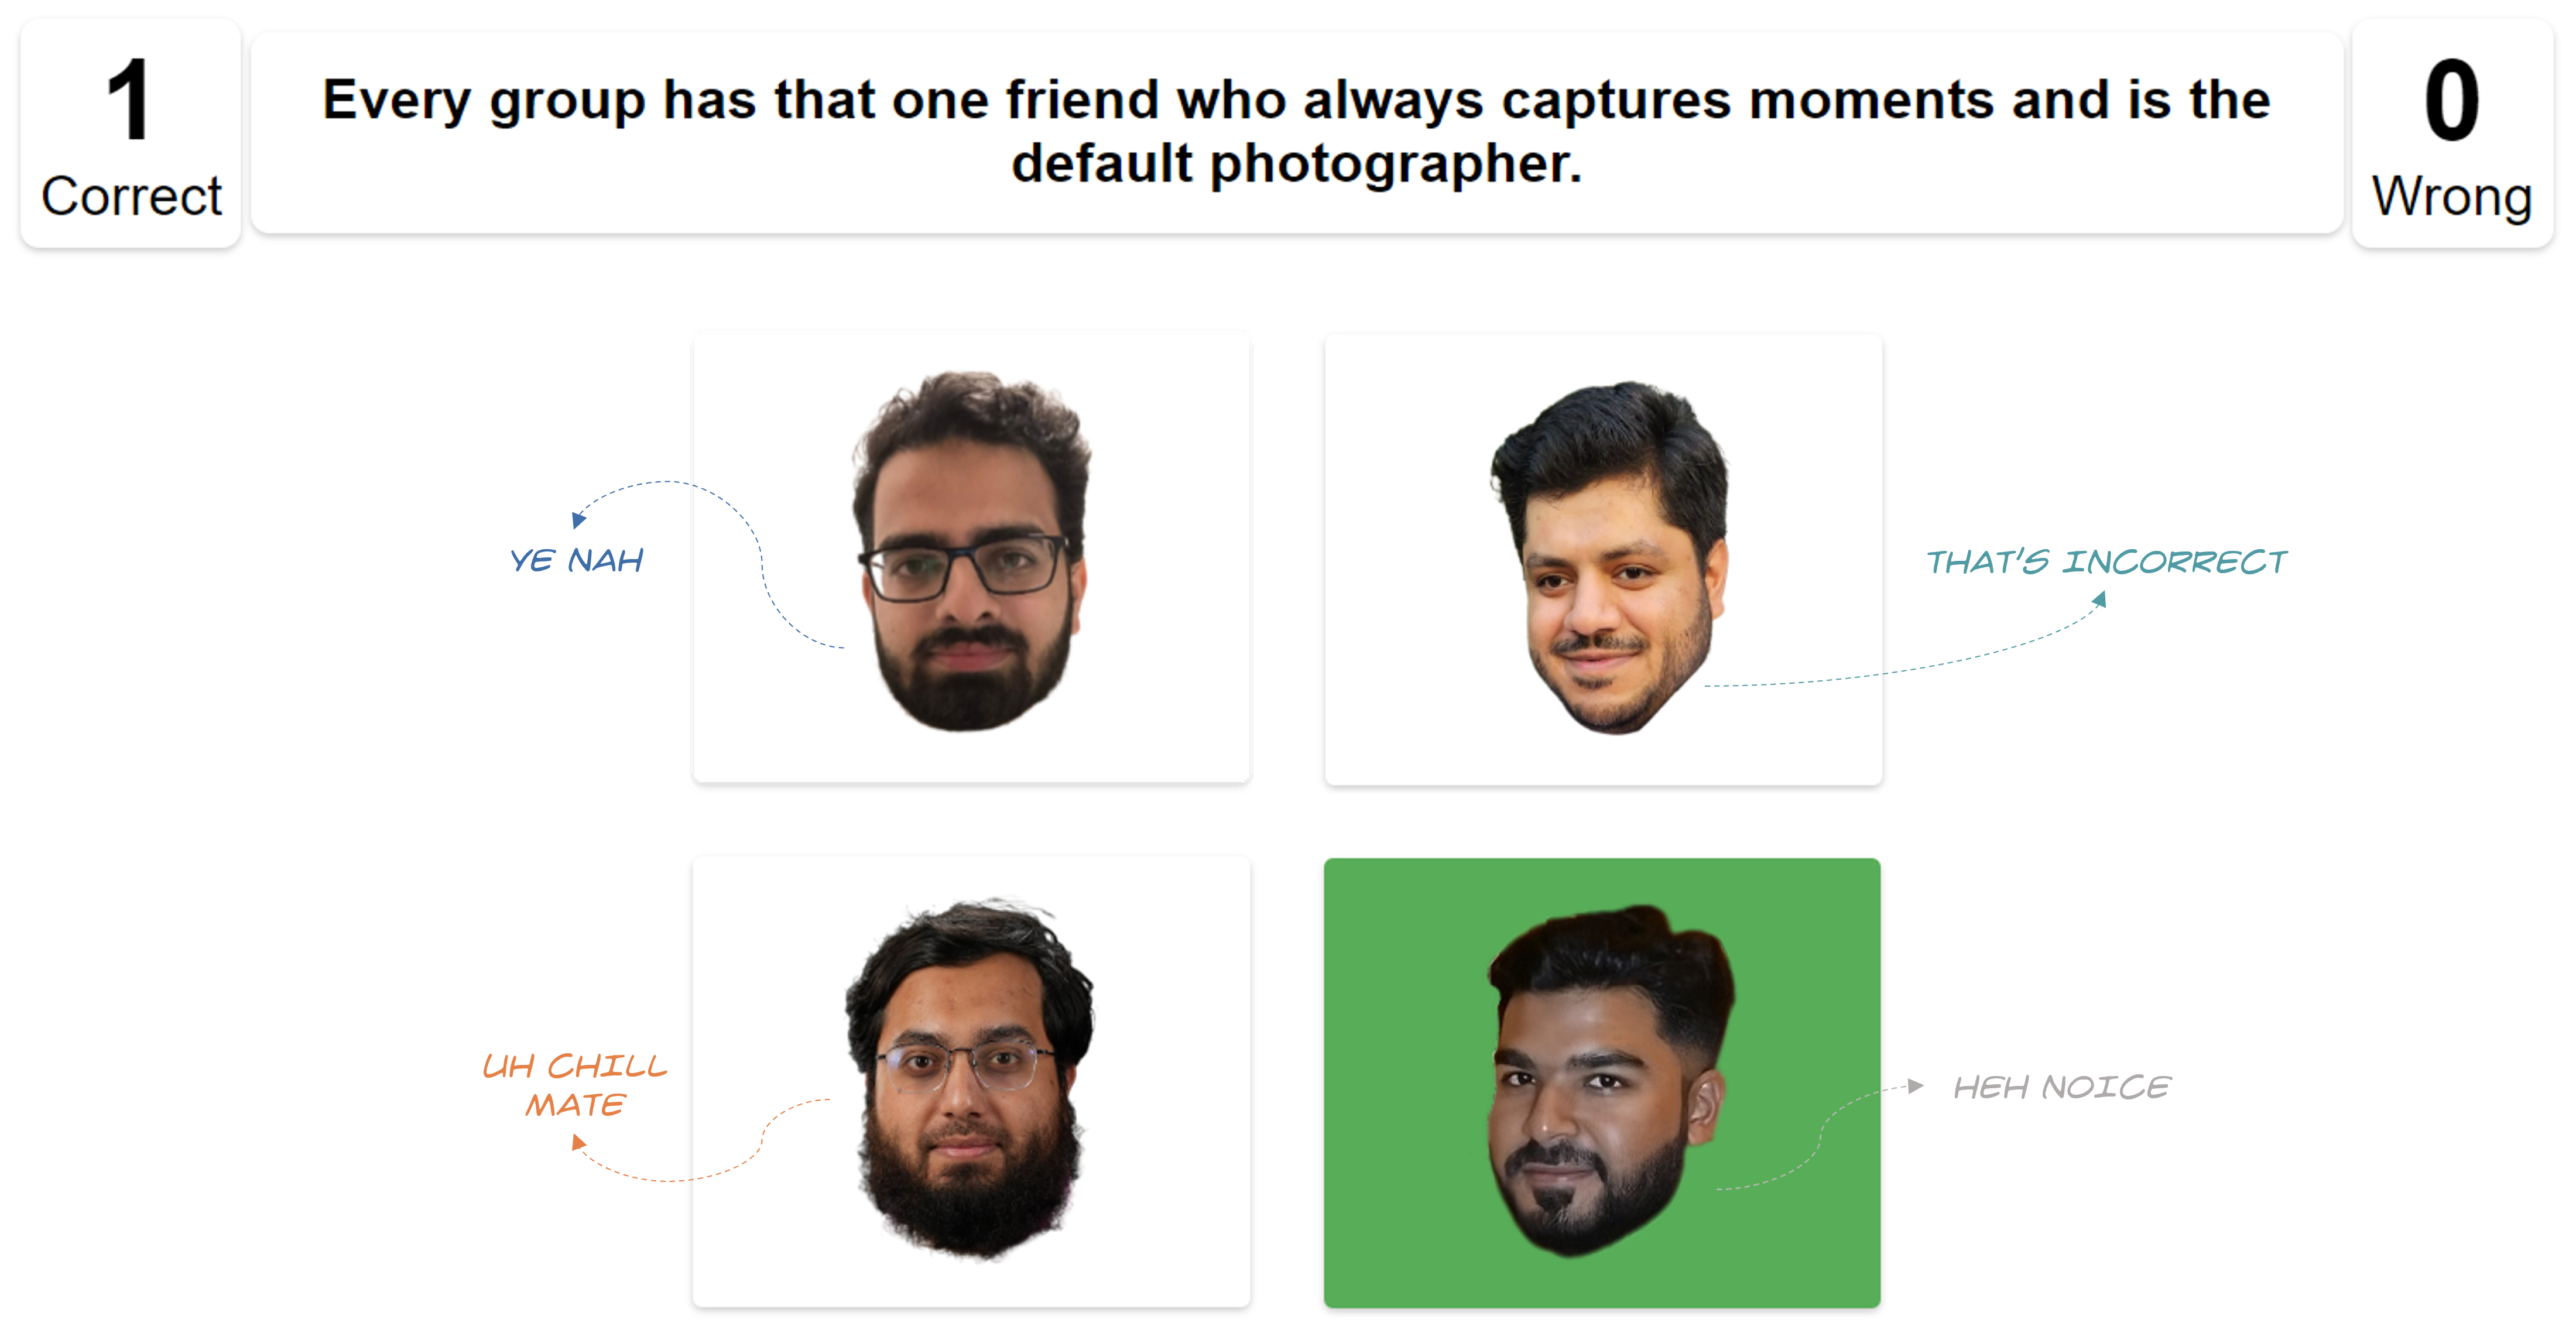 1
Correct
Every group has that one friend who always captures moments and is the
default photographer.
0
Wrong
YE NAH
THAT'S INCORRECT
UH CHILL
MATE
HEH NOICE